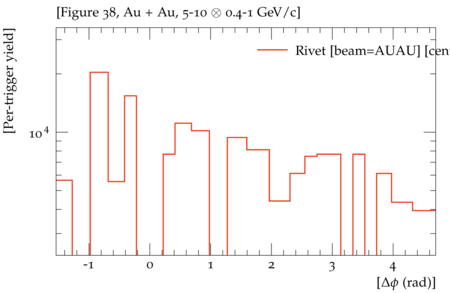 [Figure 38, Au + Au, 5-10 ⊗ 0.4-1 GeV/c]
[Per-trigger yield]
Rivet [beam=AUAU] [cen
10⁴
-1 0 1 2 3 4
[Δϕ (rad)]